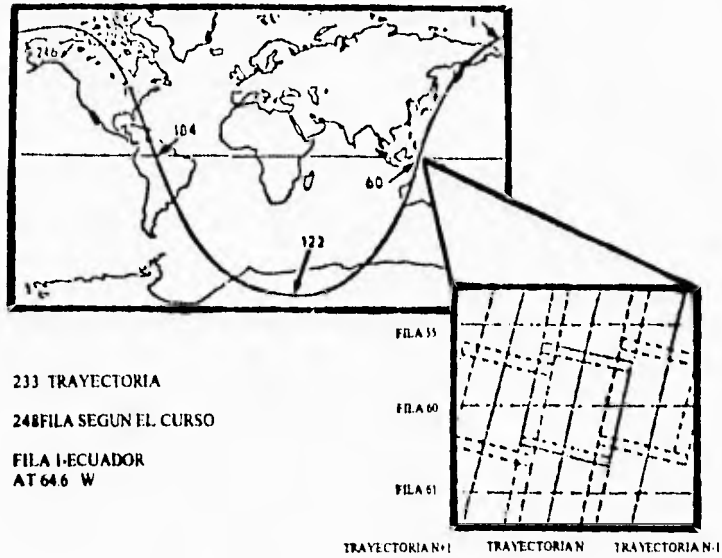 1
246
104
60
122
FILA 55
233 TRAYECTORIA
248FILA SEGUN EL CURSO
FILA 60
FILA I-ECUADOR
AT 64.6 W
FILA 61
TRAYECTORIA N+1 TRAYECTORIA N TRAYECTORIA N-1